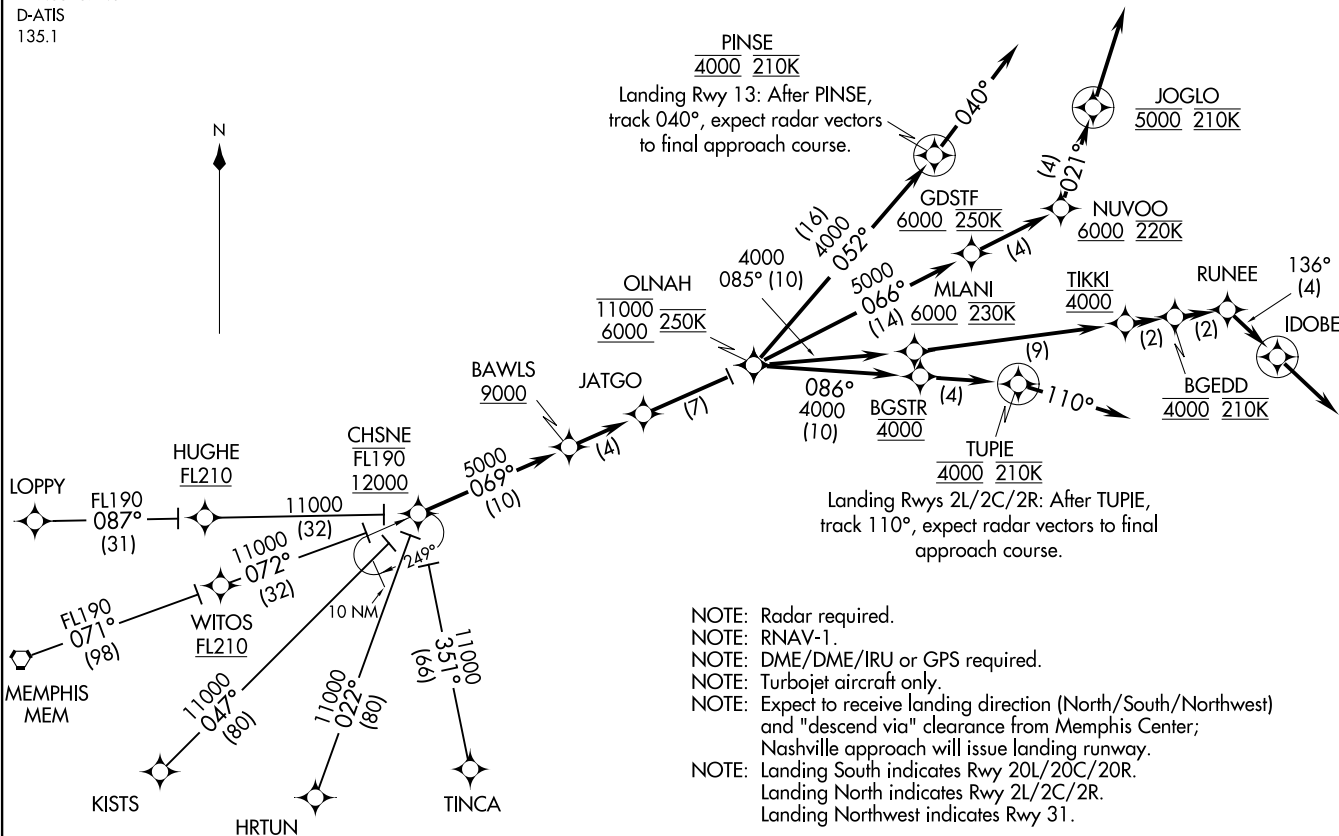 D-ATIS
135.1
N
PINSE
4000 210K
Landing Rwy 13: After PINSE,
track 040°, expect radar vectors
to final approach course.
040°
JOGLO
5000 210K
(4)
021°
GDSTF
6000 250K
NUVOO
6000 220K
(4)
(16)
4000
052°
4000
085° (10)
5000
066°
(14)
OLNAH
11000
6000 250K
MLANI
6000 230K
TIKKI
4000
RUNEE
136°
(4)
IDOBE
(9)
(2)
(2)
BGEDD
4000 210K
086°
4000
(10)
BGSTR
4000
(4)
110°
TUPIE
4000 210K
Landing Rwys 2L/2C/2R: After TUPIE,
track 110°, expect radar vectors to final
approach course.
BAWLS
9000
JATGO
(7)
(4)
CHSNE
FL190
12000
5000
069°
(10)
HUGHE
FL210
LOPPY
FL190
087°
(31)
11000
(32)
11000
072°
(32)
249°
10 NM
WITOS
FL210
FL190
071°
(98)
MEMPHIS
MEM
11000
047°
(80)
KISTS
11000
022°
(80)
HRTUN
11000
351°
(66)
TINCA
NOTE: Radar required.
NOTE: RNAV-1.
NOTE: DME/DME/IRU or GPS required.
NOTE: Turbojet aircraft only.
NOTE: Expect to receive landing direction (North/South/Northwest)
and "descend via" clearance from Memphis Center;
Nashville approach will issue landing runway.
NOTE: Landing South indicates Rwy 20L/20C/20R.
Landing North indicates Rwy 2L/2C/2R.
Landing Northwest indicates Rwy 31.